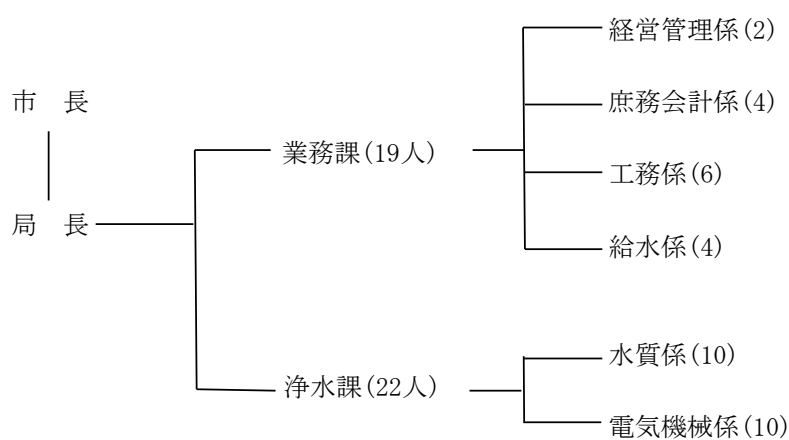 経営管理係(2)
市　長
庶務会計係(4)
業務課(19人)
工務係(6)
局　長
給水係(4)
水質係(10)
浄水課(22人)
電気機械係(10)